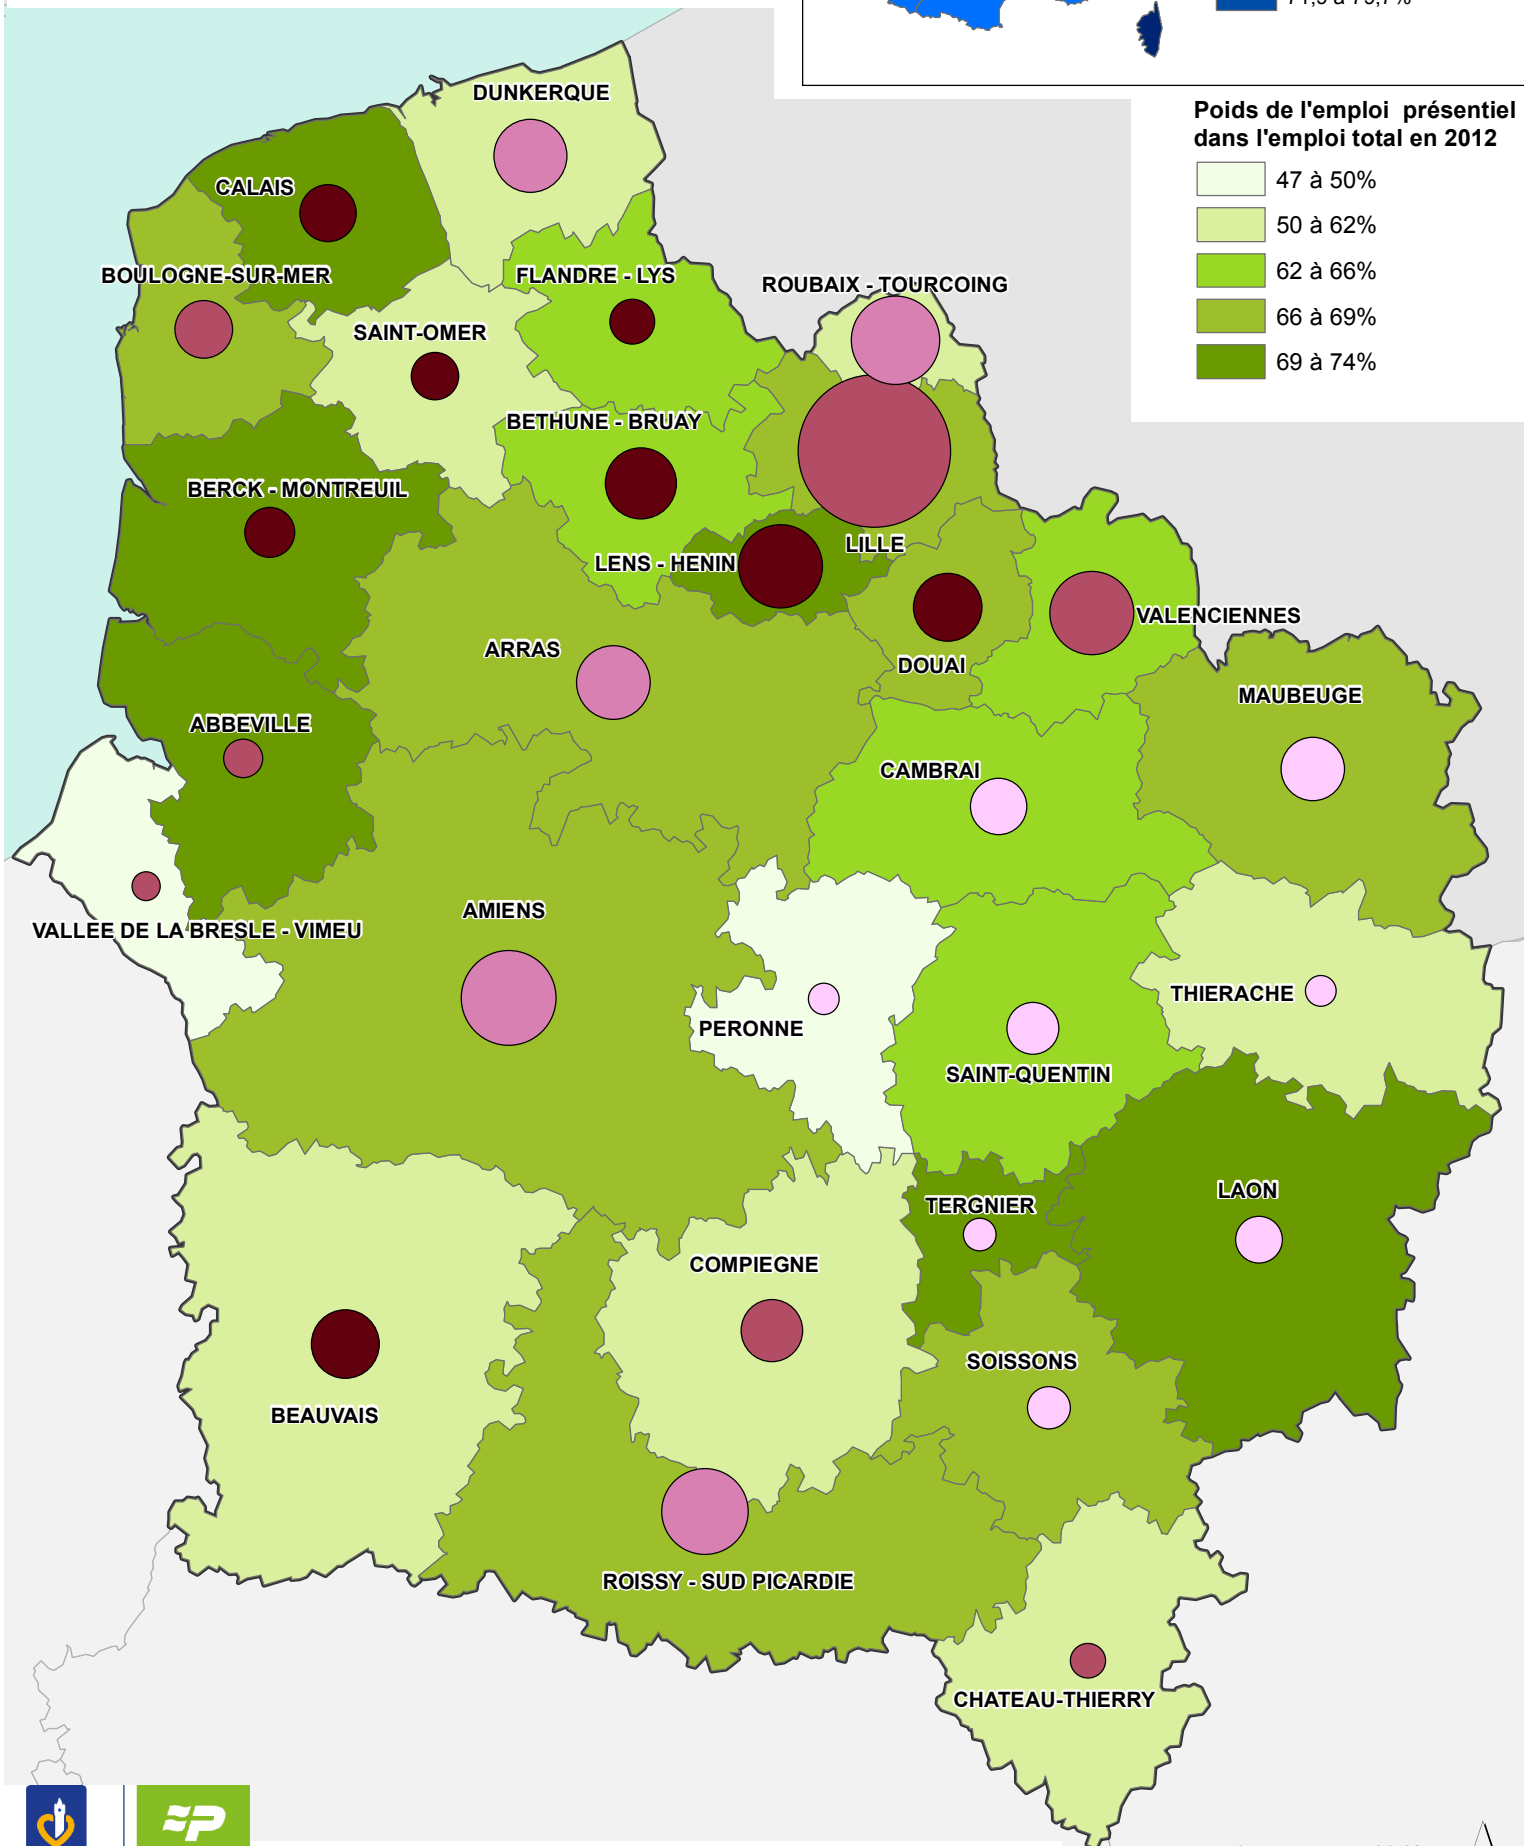 DUNKERQUE
Poids de l'emploi présentiel
dans l'emploi total en 2012
47 à 50%
50 à 62%
62 à 66%
66 à 69%
69 à 74%
CALAIS
BOULOGNE-SUR-MER
FLANDRE - LYS
ROUBAIX - TOURCOING
SAINT-OMER
BETHUNE - BRUAY
BERCK - MONTREUIL
LILLE
LENS - HENIN
VALENCIENNES
ARRAS
DOUAI
MAUBEUGE
ABBEVILLE
CAMBRAI
AMIENS
VALLEE DE LA BRESLE - VIMEU
THIERACHE
PERONNE
SAINT-QUENTIN
LAON
TERGNIER
COMPIEGNE
SOISSONS
BEAUVAIS
ROISSY - SUD PICARDIE
CHATEAU-THIERRY